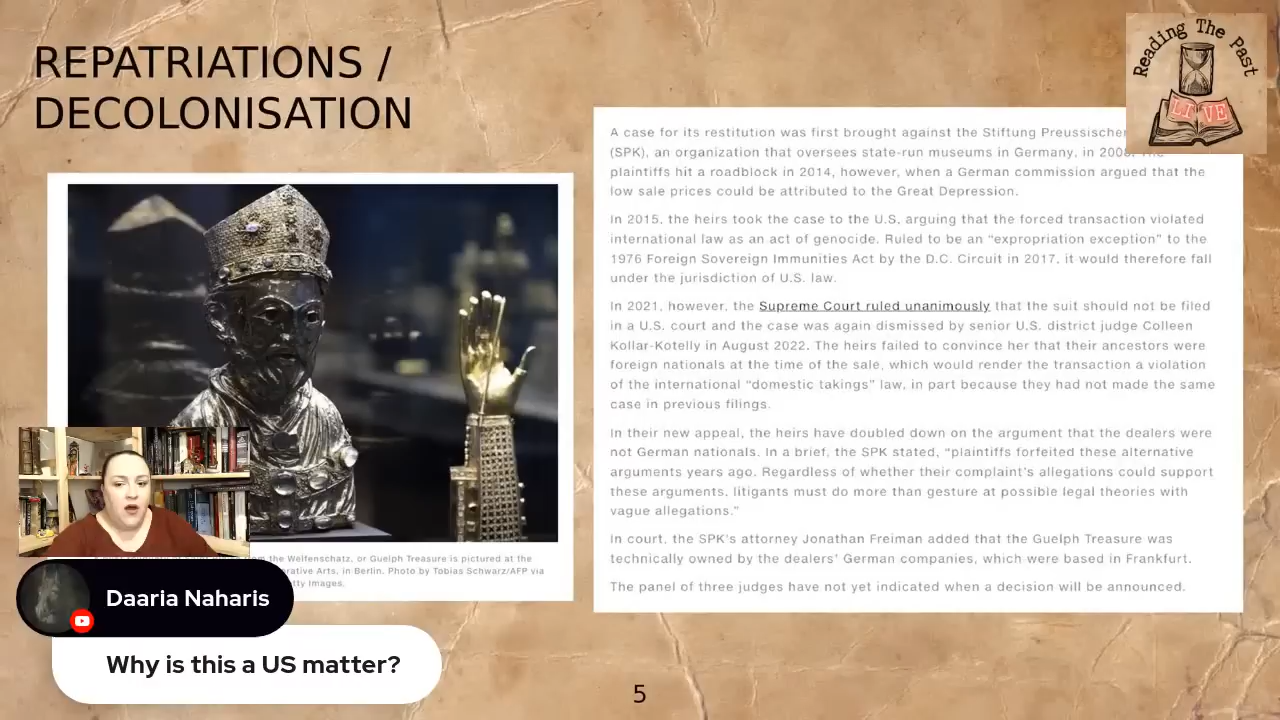 REPATRIATIONS /
DECOLONISATION
Reading The Past
LIVE
A case for its restitution was first brought against the Stiftung Preussischer
(SPK), an organization that oversees state-run museums in Germany, in 2008. The
plaintiffs hit a roadblock in 2014, however, when a German commission argued that the
low sale prices could be attributed to the Great Depression.
In 2015, the heirs took the case to the U.S, arguing that the forced transaction violated
international law as an act of genocide. Ruled to be an “expropriation exception” to the
1976 Foreign Sovereign Immunities Act by the D.C. Circuit in 2017, it would therefore fall
under the jurisdiction of U.S. law.
In 2021, however, the Supreme Court ruled unanimously that the suit should not be filed
in a U.S. court and the case was again dismissed by senior U.S. district judge Colleen
Kollar-Kotelly in August 2022. The heirs failed to convince her that their ancestors were
foreign nationals at the time of the sale, which would render the transaction a violation
of the international “domestic takings” law, in part because they had not made the same
case in previous filings.
In their new appeal, the heirs have doubled down on the argument that the dealers were
not German nationals. In a brief, the SPK stated, “plaintiffs forfeited these alternative
arguments years ago. Regardless of whether their complaint’s allegations could support
these arguments, litigants must do more than gesture at possible legal theories with
vague allegations.”
In court, the SPK’s attorney Jonathan Freiman added that the Guelph Treasure was
technically owned by the dealers’ German companies, which were based in Frankfurt.
The panel of three judges have not yet indicated when a decision will be announced.
the Welfenschatz, or Guelph Treasure is pictured at the
Arts, in Berlin. Photo by Tobias Schwarz/AFP via
Images.
Daaria Naharis
Why is this a US matter?
5